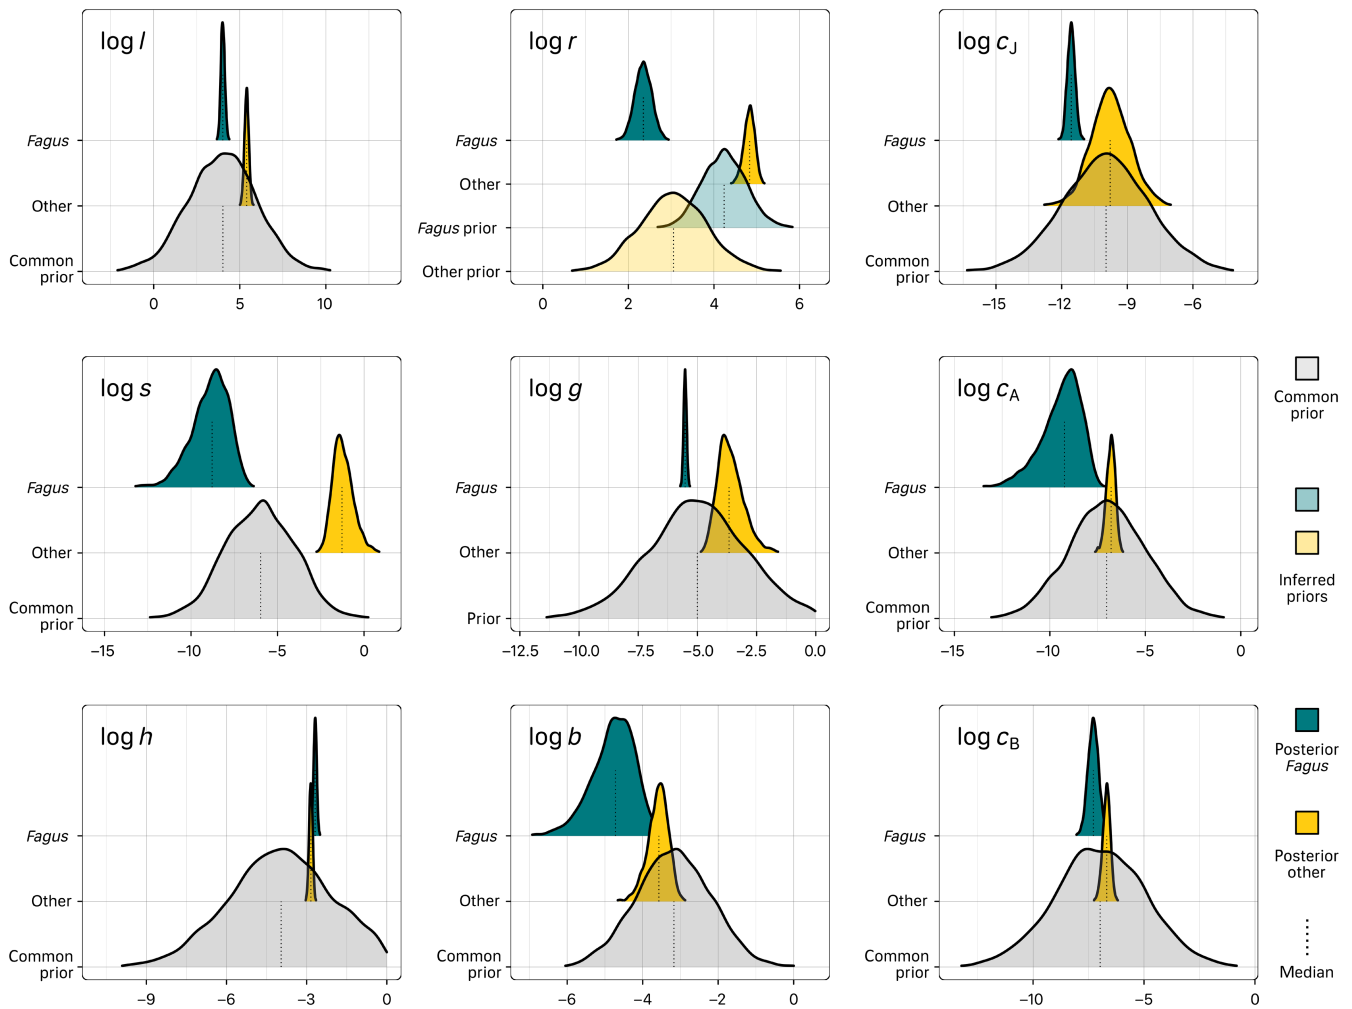 log l
Fagus
Other
Common
prior
0
5
10
log r
Fagus
Other
Fagus prior
Other prior
0
2
4
6
log cJ
Fagus
Other
Common
prior
−15
−12
−9
−6
log s
Fagus
Other
Common
prior
−15
−10
−5
0
log g
Fagus
Other
Prior
−12.5
−10.0
−7.5
−5.0
−2.5
0.0
log cA
Fagus
Other
Common
prior
−15
−10
−5
0
log h
Fagus
Other
Common
prior
−9
−6
−3
0
log b
Fagus
Other
Common
prior
−6
−4
−2
0
log cB
Fagus
Other
Common
prior
−10
−5
0
Common
prior
Inferred
priors
Posterior
Fagus
Posterior
other
Median